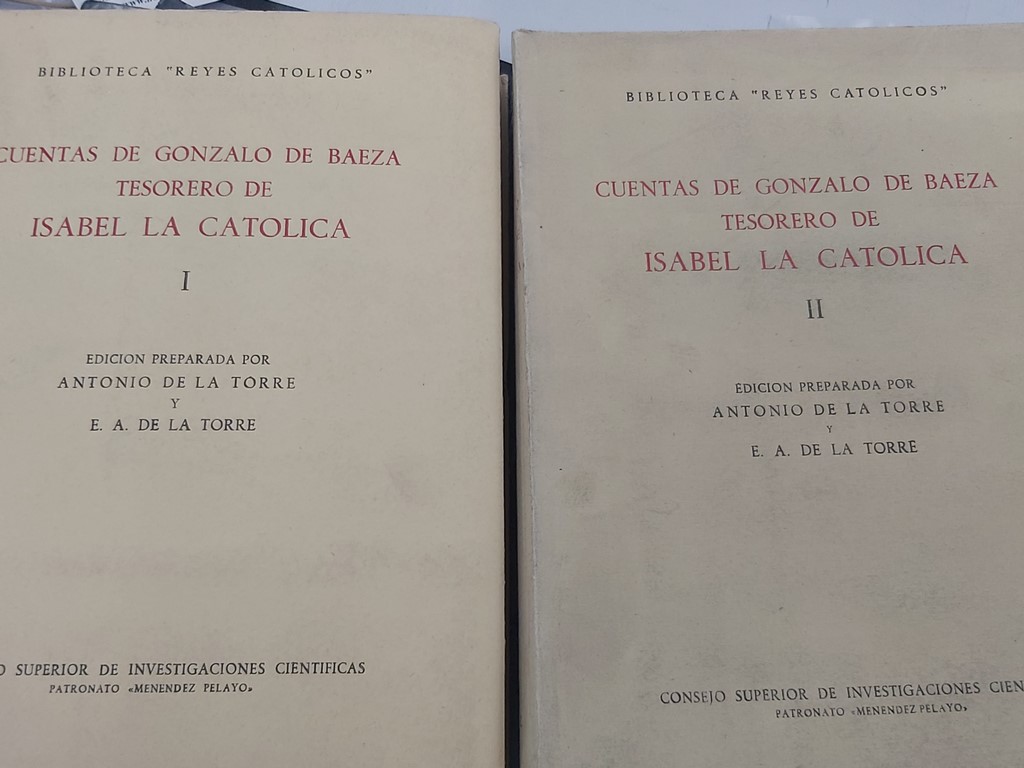 BIBLIOTECA "REYES CATOLICOS"
CUENTAS DE GONZALO DE BAEZA
TESORERO DE
ISABEL LA CATOLICA
I
EDICION PREPARADA POR
ANTONIO DE LA TORRE
Y
E. A. DE LA TORRE
O SUPERIOR DE INVESTIGACIONES CIENTIFICAS
PATRONATO «MENENDEZ PELAYO»
BIBLIOTECA "REYES CATOLICOS"
CUENTAS DE GONZALO DE BAEZA
TESORERO DE
ISABEL LA CATOLICA
II
EDICION PREPARADA POR
ANTONIO DE LA TORRE
Y
E. A. DE LA TORRE
CONSEJO SUPERIOR DE INVESTIGACIONES CIEN
PATRONATO «MENENDEZ PELAYO»